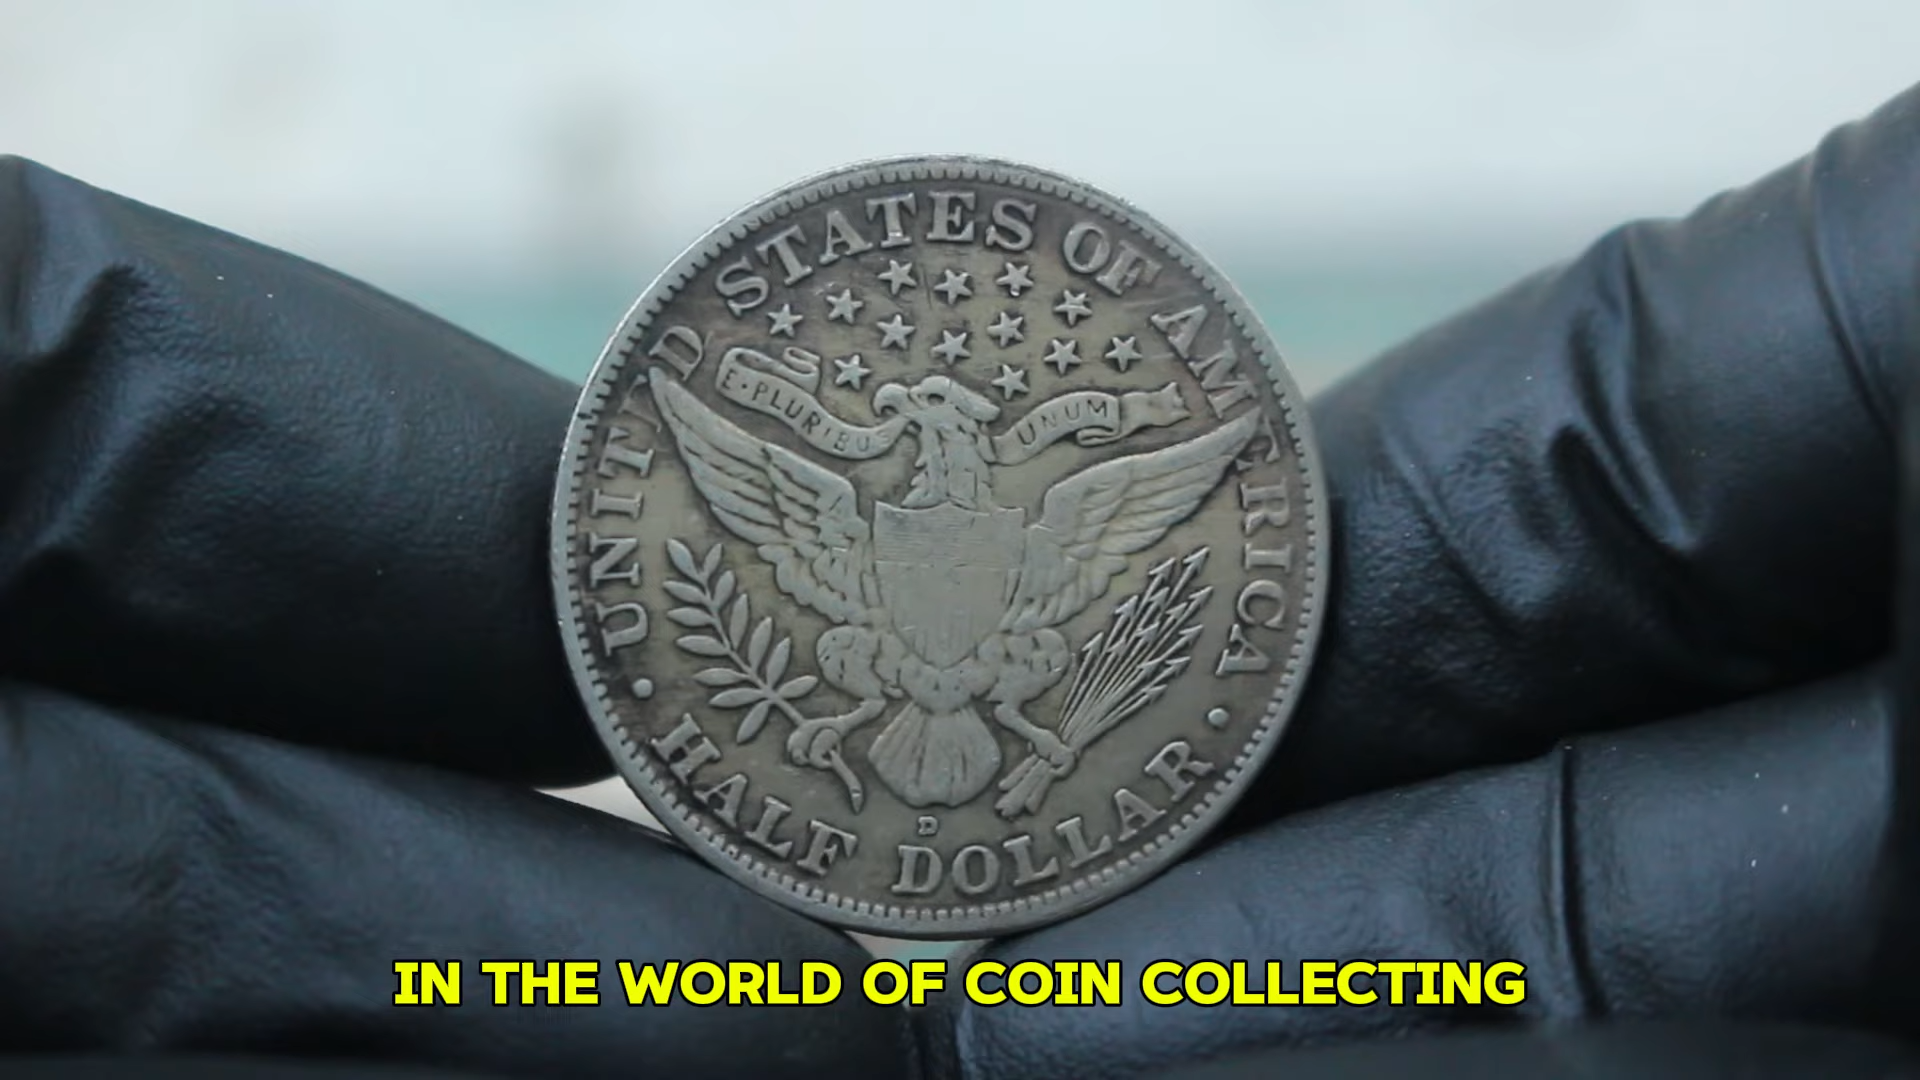 UNITED STATES OF AMERICA
E·PLURIBUS UNUM
D
· HALF DOLLAR ·
IN THE WORLD OF COIN COLLECTING